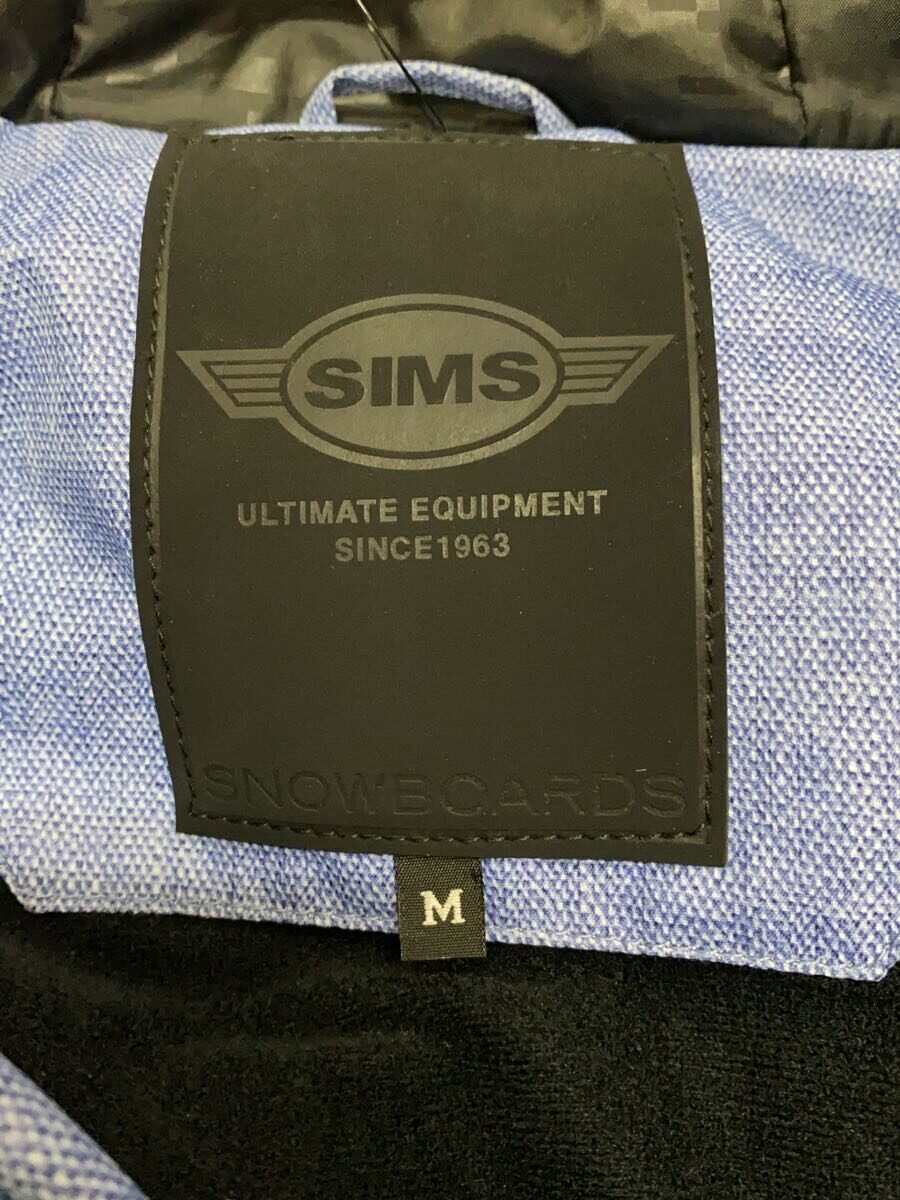 SIMS
ULTIMATE EQUIPMENT
SINCE1963
SNOWBOARDS
M